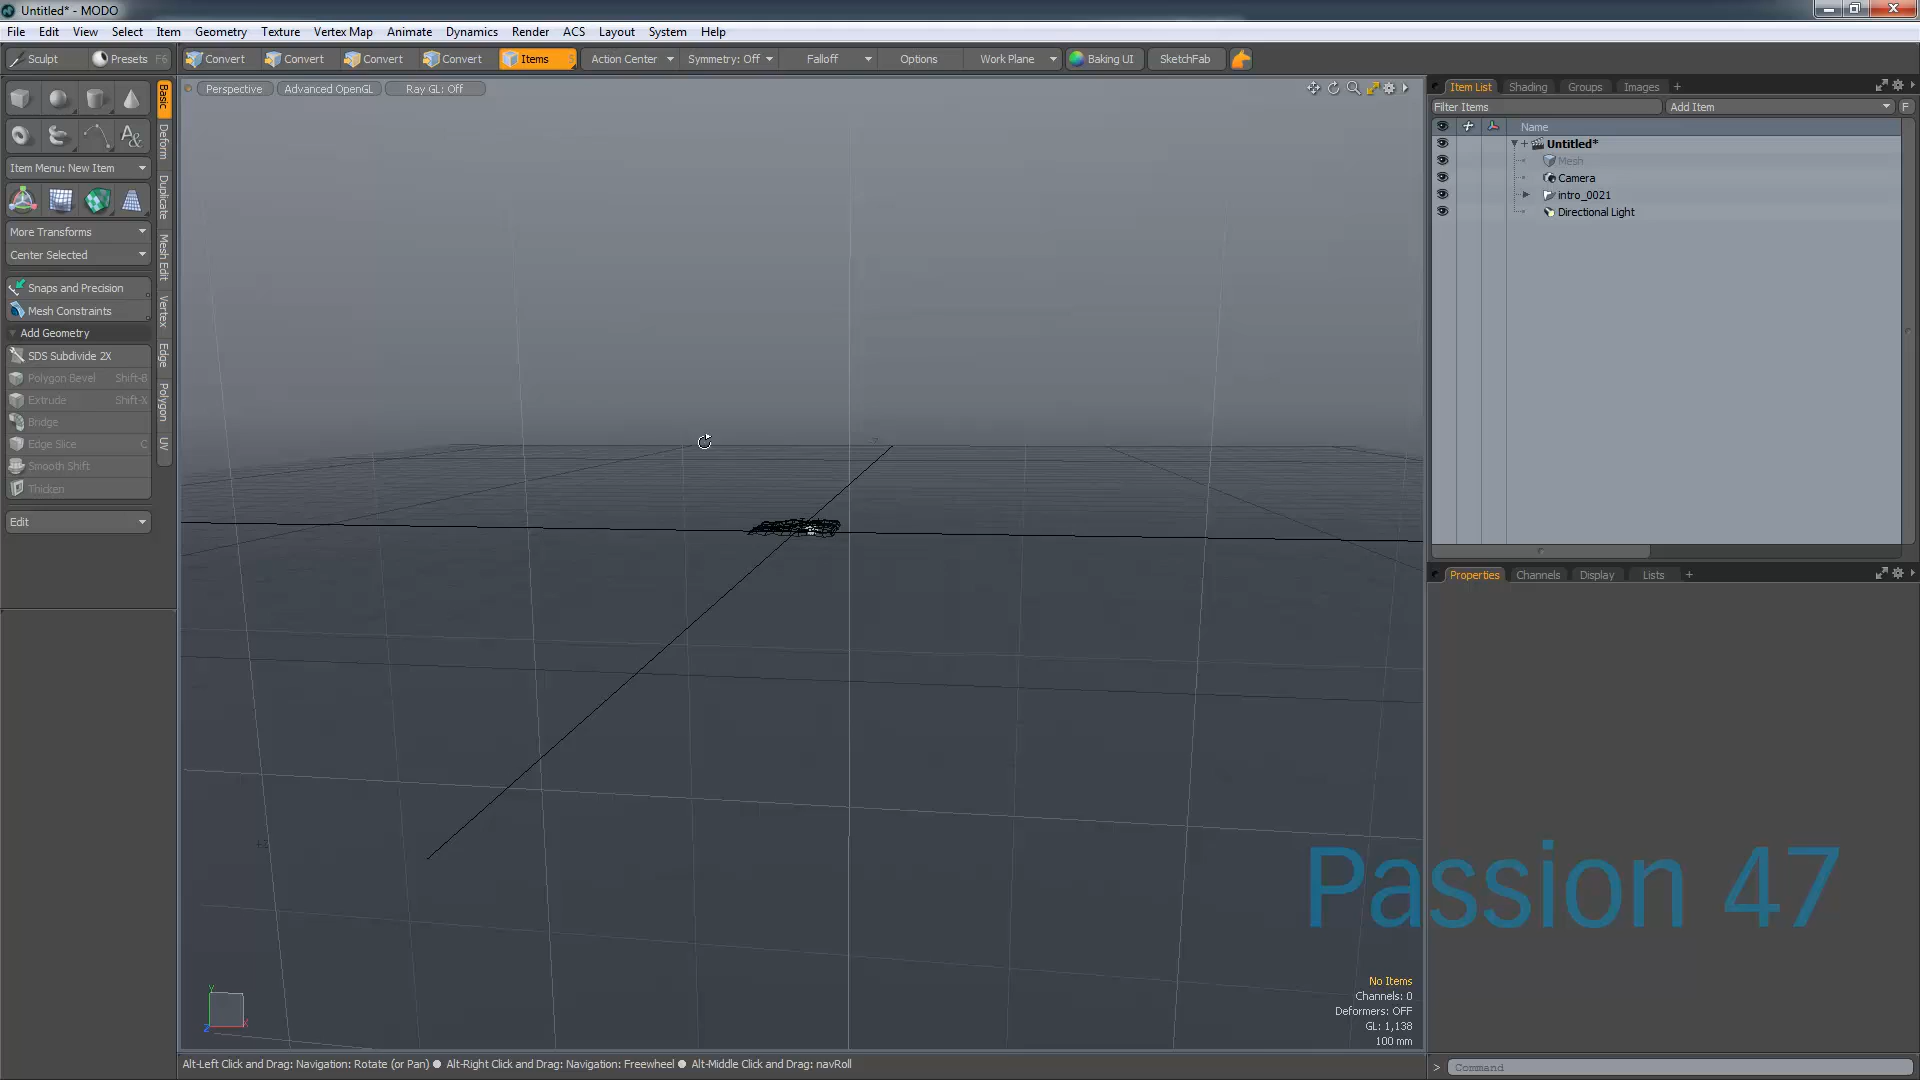 Untitled* - MODO
File Edit View Select Item Geometry Texture Vertex Map Animate Dynamics Render ACS Layout System Help
Sculpt Presets F6 Convert Convert Convert Convert Items 5 Action Center Symmetry: Off Falloff Options Work Plane Baking UI SketchFab
Perspective Advanced OpenGL Ray GL: Off
Basic
Deform
Duplicate
Mesh Edit
Vertex
Edge
Polygon
UV
Item Menu: New Item
More Transforms
Center Selected
Snaps and Precision
Mesh Constraints
Add Geometry
SDS Subdivide 2X
Polygon Bevel Shift-B
Extrude Shift-X
Bridge
Edge Slice C
Smooth Shift
Thicken
Edit
Item List Shading Groups Images +
Filter Items Add Item F
Name
Untitled*
Mesh
Camera
intro_0021
Directional Light
Properties Channels Display Lists +
Passion 47
Y
Z X
No Items
Channels: 0
Deformers: OFF
GL: 1,138
100 mm
Alt-Left Click and Drag: Navigation: Rotate (or Pan) ● Alt-Right Click and Drag: Navigation: Freewheel ● Alt-Middle Click and Drag: navRoll
> Command